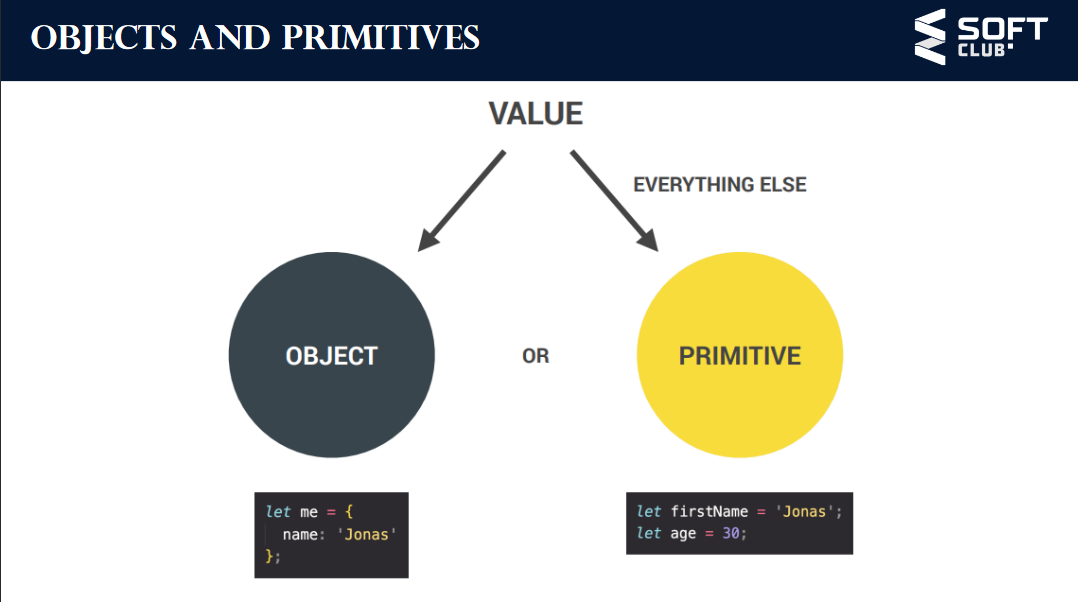 OBJECTS AND PRIMITIVES
SOFT
CLUB
VALUE
EVERYTHING ELSE
OBJECT
OR
PRIMITIVE
let me = {
name: 'Jonas'
};
let firstName = 'Jonas';
let age = 30;